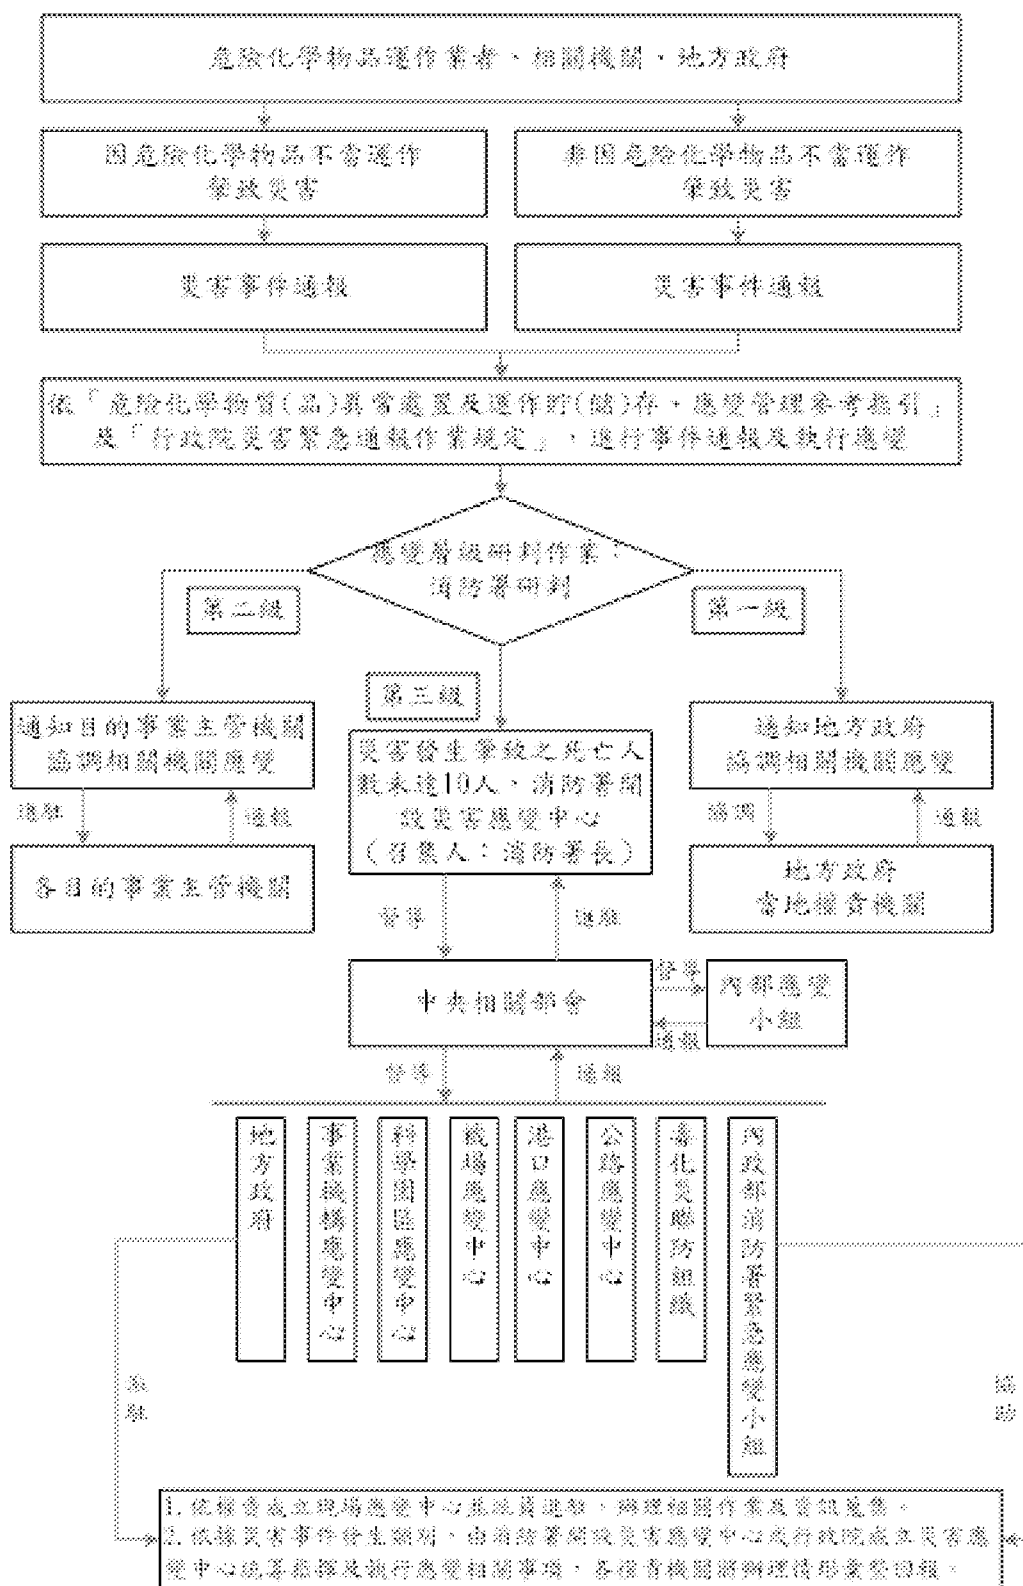 危險化學物品運作業者、相關機關、地方政府
因危險化學物品不當運作
肇致災害
非因危險化學物品不當運作
肇致災害
災害事件通報
災害事件通報
依「危險化學物質(品)異常處置及運作貯(儲)存、應變管理參考指引」
及「行政院災害緊急通報作業規定」，進行事件通報及執行應變
應變層級研判作業：
消防署研判
第二級
第一級
第三級
通知目的事業主管機關
協調相關機關應變
災害發生肇致之死亡人
數未達10人，消防署開
設災害應變中心
(召集人：消防署長)
通知地方政府
協調相關機關應變
進駐
通報
協調
通報
各目的事業主管機關
地方政府
當地權責機關
督導
進駐
中央相關部會
督導
通報
內部應變
小組
督導
通報
地方政府
事業機構應變中心
科學園區應變中心
機場應變中心
港口應變中心
公路應變中心
毒化災聯防組織
內政部消防署緊急應變小組
派駐
協助
1. 依權責成立現場應變中心並派員進駐，辦理相關作業及資訊蒐集。
2. 依據災害事件發生類別，由消防署開設災害應變中心或行政院成立災害應
變中心統籌指揮及執行應變相關事項，各權責機關將辦理情形彙整回報。